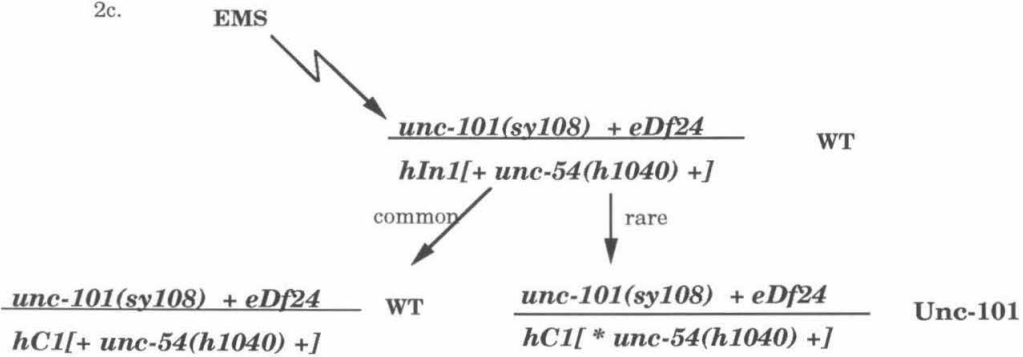 2c.
EMS
unc-101(sy108) + eDf24
WT
hIn1[+ unc-54(h1040) +]
common
rare
unc-101(sy108) + eDf24
WT
hC1[+ unc-54(h1040) +]
unc-101(sy108) + eDf24
Unc-101
hC1[ * unc-54(h1040) +]